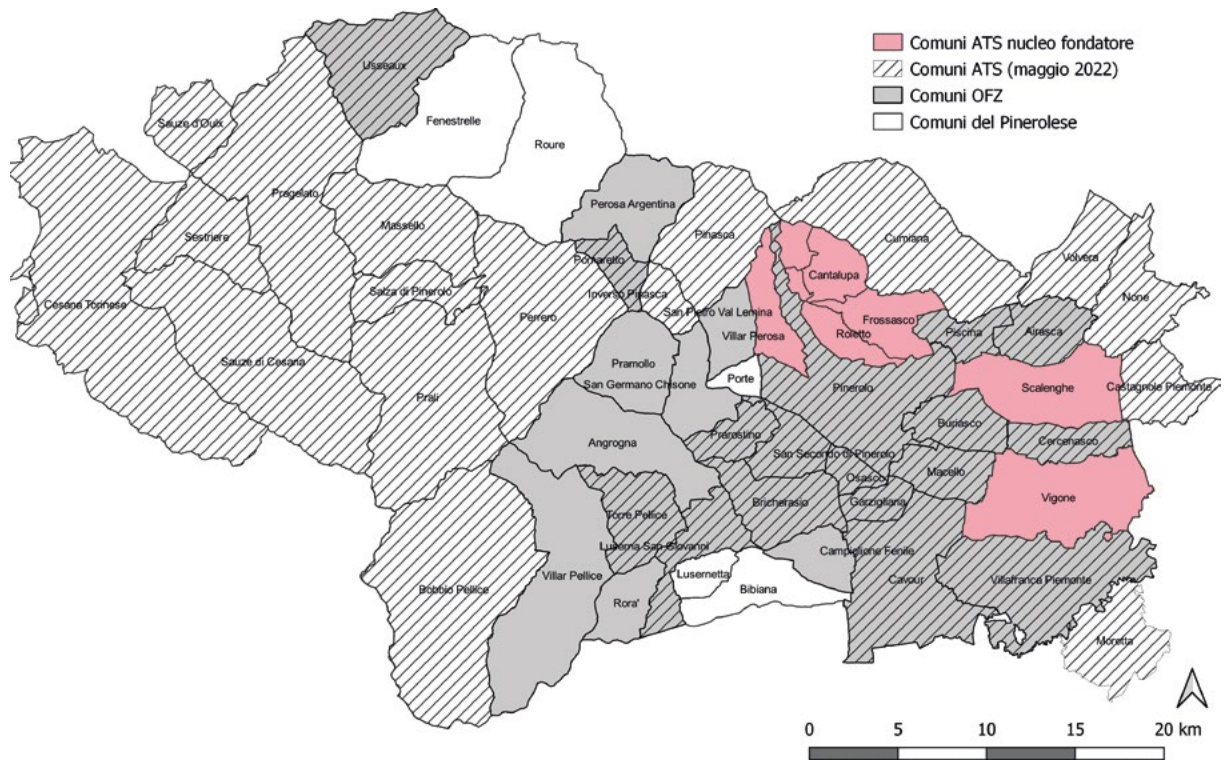 Comuni ATS nucleo fondatore
Comuni ATS (maggio 2022)
Comuni OFZ
Comuni del Pinerolese
Usseaux
Fenestrelle
Roure
Sauze d'Oulx
Pragelato
Perosa Argentina
Massello
Pinasca
Cumiana
Sestriere
Pomaretto
Cantalupa
Volvera
Cesana Torinese
Salza di Pinerolo
Inverso Pinasca
None
Perrero
San Pietro Val Lemina
Frossasco
Villar Perosa
Roletto
Piscina
Airasca
Sauze di Cesana
Pramollo
Porte
San Germano Chisone
Pinerolo
Scalenghe
Castagnole Piemonte
Prali
Buriasco
Prarostino
Angrogna
Cercenasco
San Secondo di Pinerolo
Macello
Osasco
Vigone
Bricherasio
Garzigliana
Torre Pellice
Luserna San Giovanni
Campiglione Fenile
Lusernetta
Villar Pellice
Cavour
Villafranca Piemonte
Bobbio Pellice
Bibiana
Rora'
Moretta
0 5 10 15 20 km